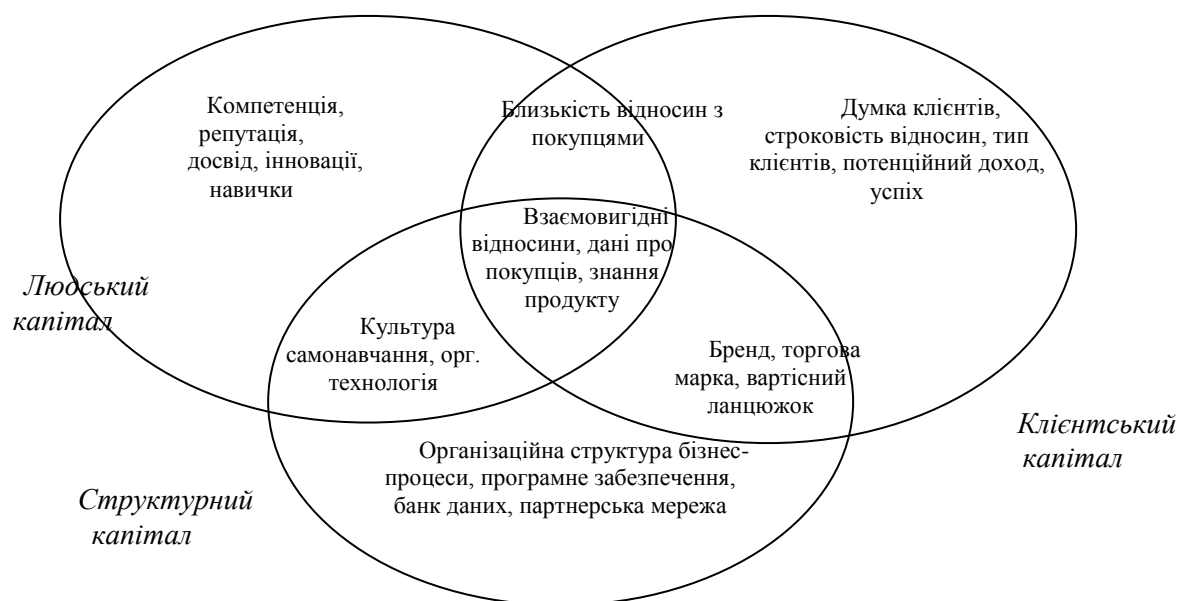 Компетенція,
репутація,
досвід, інновації,
навички
Близькість відносин з
покупцями
Думка клієнтів,
строковість відносин, тип
клієнтів, потенційний доход,
успіх
Взаємовигідні
відносини, дані про
покупців, знання
продукту
Людський
капітал
Культура
самонавчання, орг.
технологія
Бренд, торгова
марка, вартісний
ланцюжок
Клієнтський
капітал
Організаційна структура бізнес-
процеси, програмне забезпечення,
банк даних, партнерська мережа
Структурний
капітал